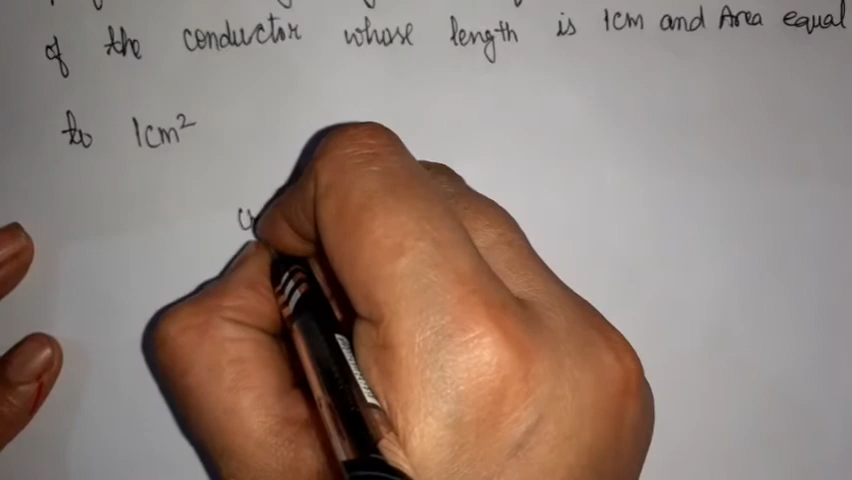 of the conductor whose length is 1cm and Area equal
to 1cm²